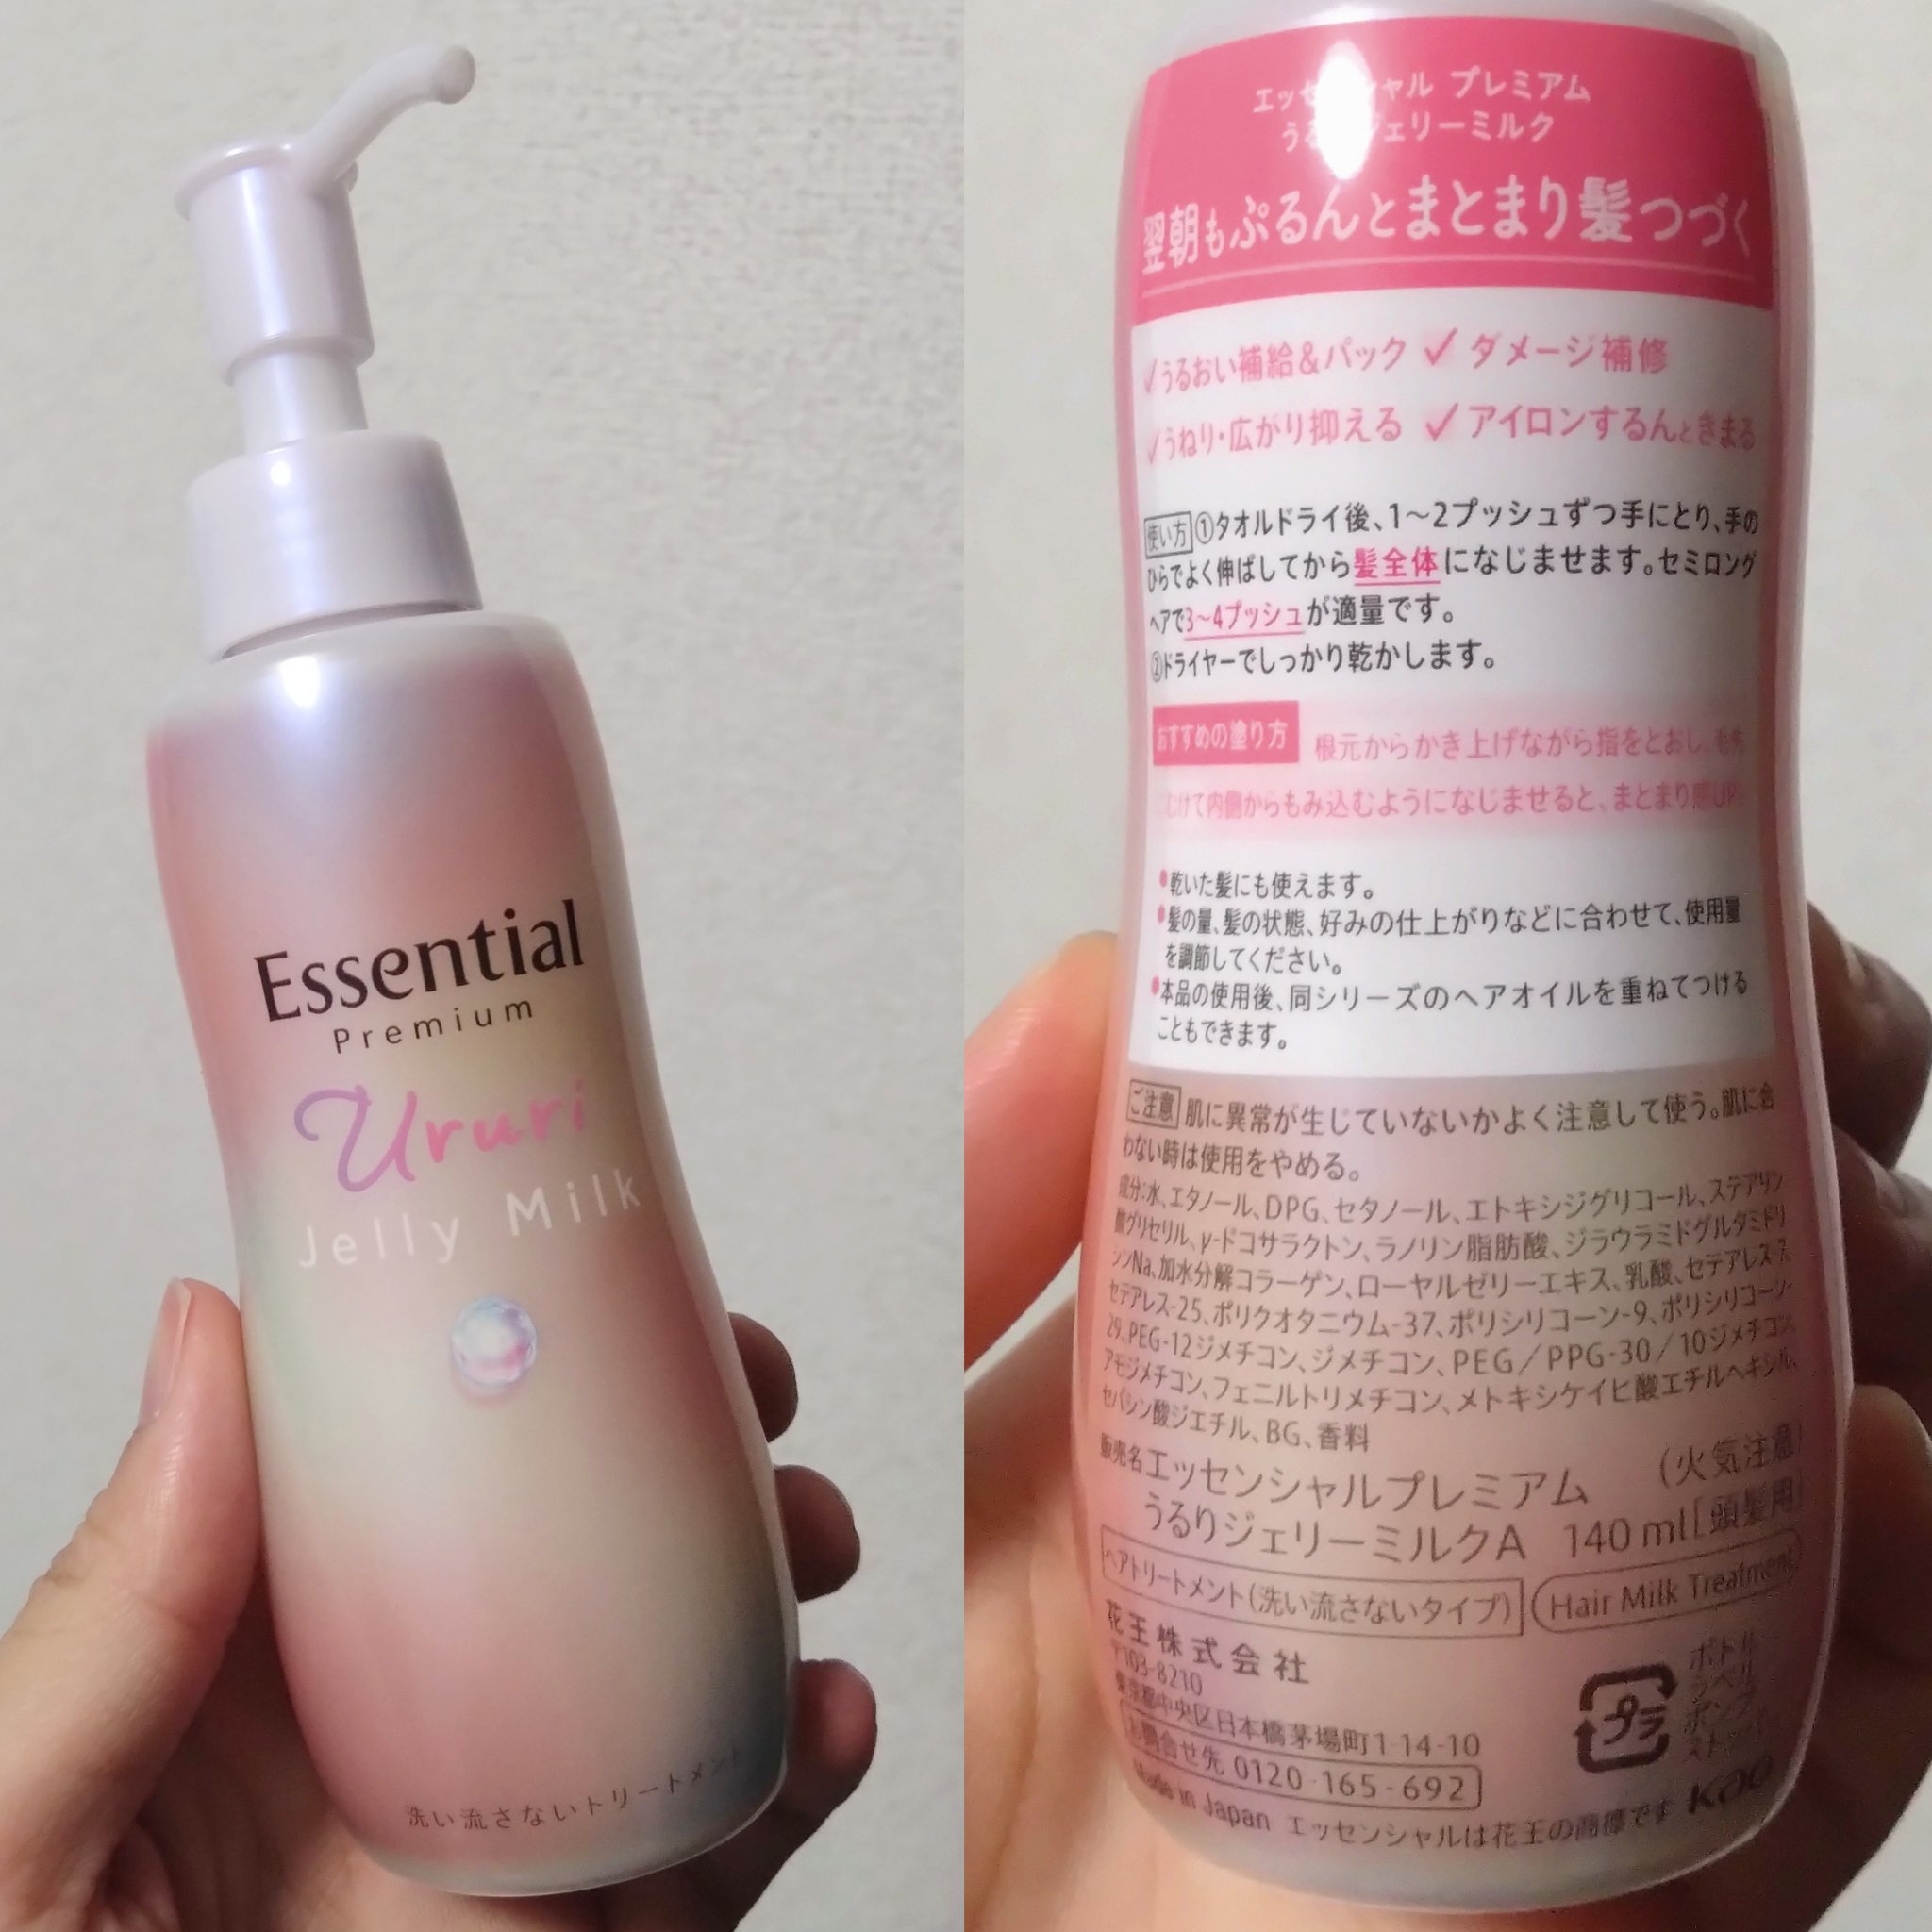 Essential
Premium
Ururi
Jelly Milk
洗い流さないトリートメント
エッセンシャル プレミアム
うるジェリーミルク
翌朝もぷるんとまとまり髪つづく
✓うるおい補給&パック ✓ダメージ補修
✓うねり・広がり抑える ✓アイロンするんときまる
使い方 ①タオルドライ後、1〜2プッシュずつ手にとり、手の
ひらでよく伸ばしてから髪全体になじませます。セミロング
ヘアで3〜4プッシュが適量です。
②ドライヤーでしっかり乾かします。
おすすめの塗り方 根元からかき上げながら指をとおし、毛先
むけて内側からもみ込むようになじませると、まとまり感UP
●乾いた髪にも使えます。
●髪の量、髪の状態、好みの仕上がりなどに合わせて、使用量
を調節してください。
●本品の使用後、同シリーズのヘアオイルを重ねてつける
こともできます。
ご注意 肌に異常が生じていないかよく注意して使う。肌に合
わない時は使用をやめる。
成分:水、エタノール、DPG、セタノール、エトキシジグリコール、ステアリン
酸グリセリル、γ-ドコサラクトン、ラノリン脂肪酸、ジラウラミドグルタミドリ
シンNa、加水分解コラーゲン、ローヤルゼリーエキス、乳酸、セテアレス-7、
セテアレス-25、ポリクオタニウム-37、ポリシリコーン-9、ポリシリコーン-
29、PEG-12ジメチコン、ジメチコン、PEG/PPG-30/10ジメチコン、
アモジメチコン、フェニルトリメチコン、メトキシケイヒ酸エチルヘキシル、
セバシン酸ジエチル、BG、香料
販売名 エッセンシャルプレミアム (火気注意)
うるりジェリーミルクA 140ml [頭髪用]
ヘアトリートメント(洗い流さないタイプ) Hair Milk Treatment
花王株式会社
〒103-8210
東京都中央区日本橋茅場町1-14-10
お問合せ先 0120-165-692
プラ
ボトル
ラベル
ポンプ
ストッパー
Made in Japan エッセンシャルは花王の商標です Kao